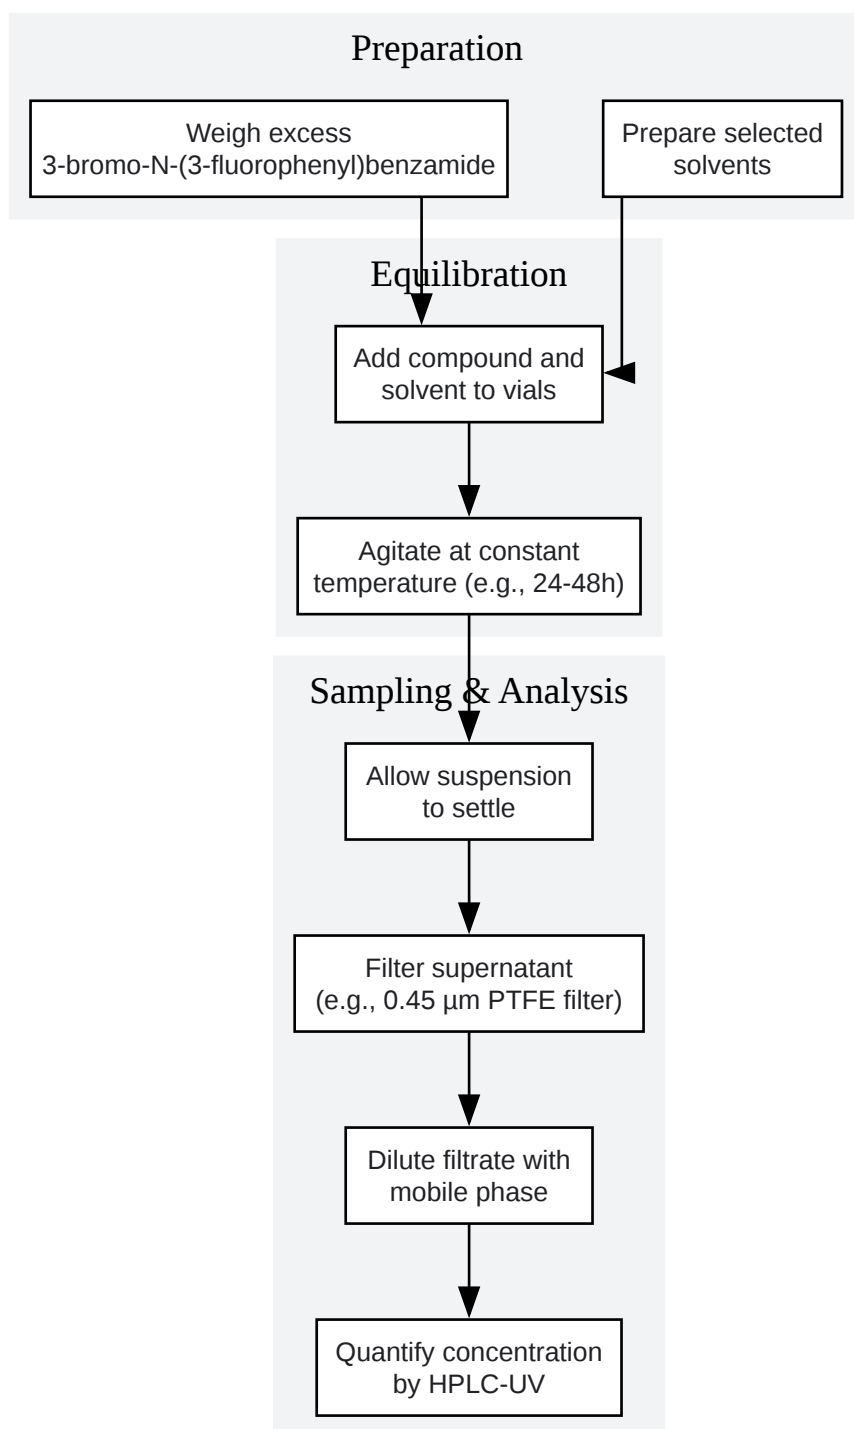 Preparation
Weigh excess
3-bromo-N-(3-fluorophenyl)benzamide
Prepare selected
solvents
Equilibration
Add compound and
solvent to vials
Agitate at constant
temperature (e.g., 24-48h)
Sampling & Analysis
Allow suspension
to settle
Filter supernatant
(e.g., 0.45 µm PTFE filter)
Dilute filtrate with
mobile phase
Quantify concentration
by HPLC-UV